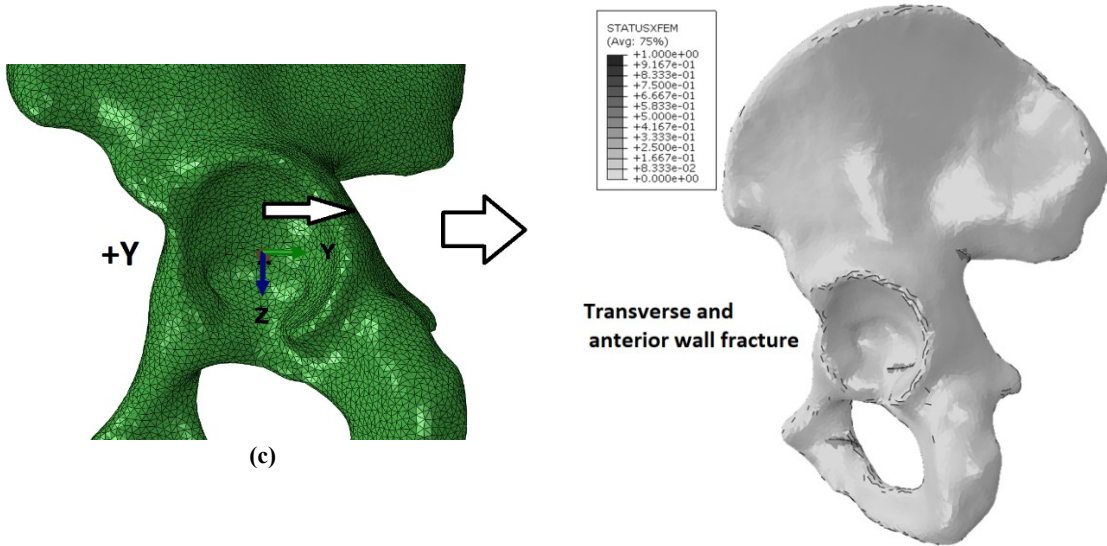 STATUSXFEM
(Avg: 75%)
+1.000e+00
+9.167e-01
+8.333e-01
+7.500e-01
+6.667e-01
+5.833e-01
+5.000e-01
+4.167e-01
+3.333e-01
+2.500e-01
+1.667e-01
+8.333e-02
+0.000e+00
+Y
Y
Z
Transverse and
anterior wall fracture
(c)